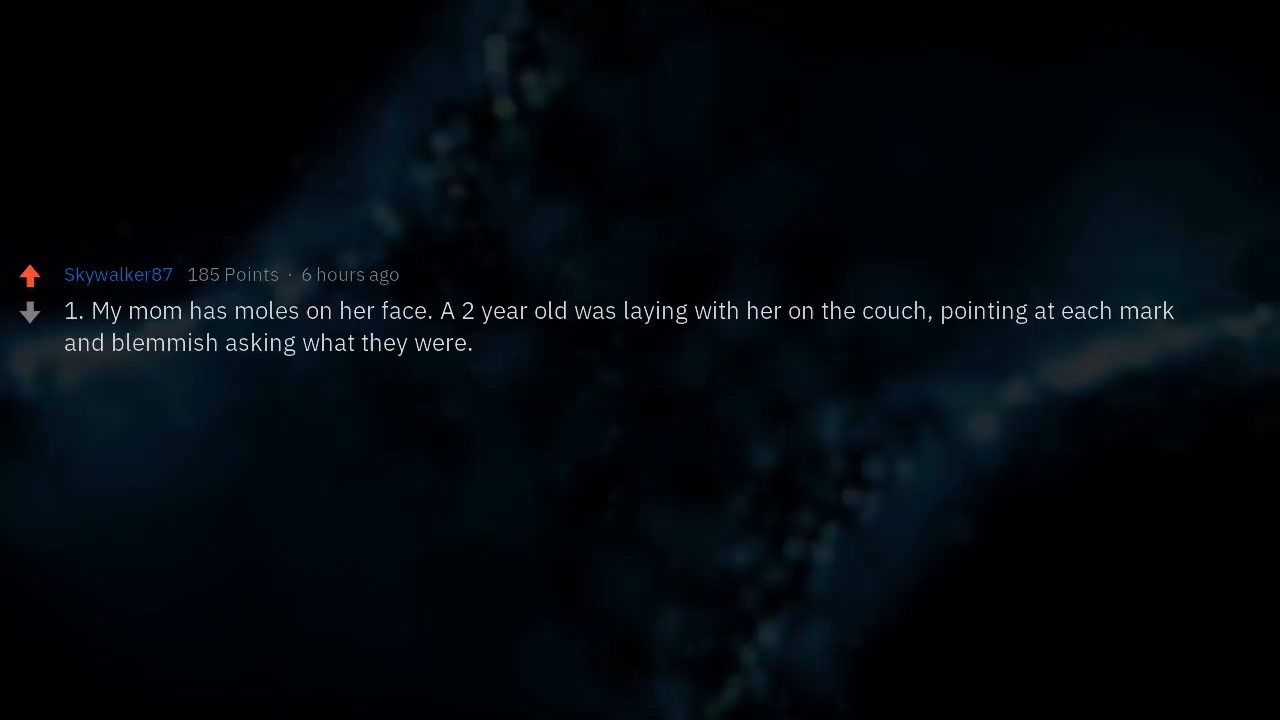 Skywalker87 185 Points · 6 hours ago
1. My mom has moles on her face. A 2 year old was laying with her on the couch, pointing at each mark
and blemmish asking what they were.